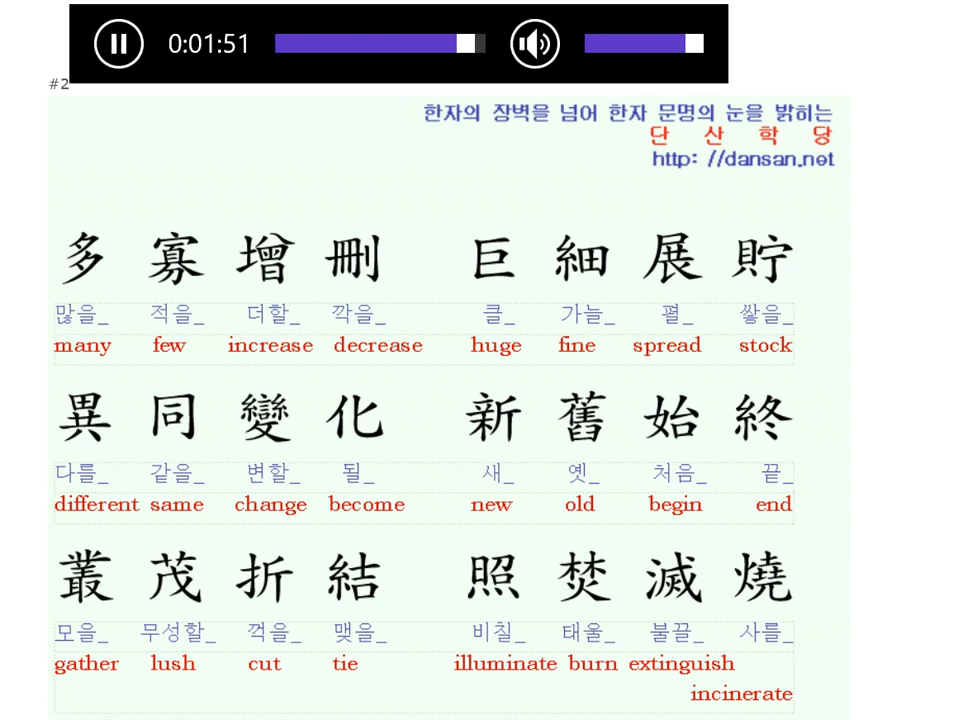 0:01:51
#2
한자의 장벽을 넘어 한자 문명의 눈을 밝히는
단 산 학 당
http: //dansan.net
多 寡 增 刪 巨 細 展 貯
많을_ 적을_ 더할_ 깍을_ 클_ 가늘_ 펼_ 쌓을_
many few increase decrease huge fine spread stock
異 同 變 化 新 舊 始 終
다를_ 같을_ 변할_ 될_ 새_ 옛_ 처음_ 끝_
different same change become new old begin end
叢 茂 折 結 照 焚 滅 燒
모을_ 무성할_ 꺽을_ 맺을_ 비칠_ 태울_ 불끌_ 사를_
gather lush cut tie illuminate burn extinguish
incinerate